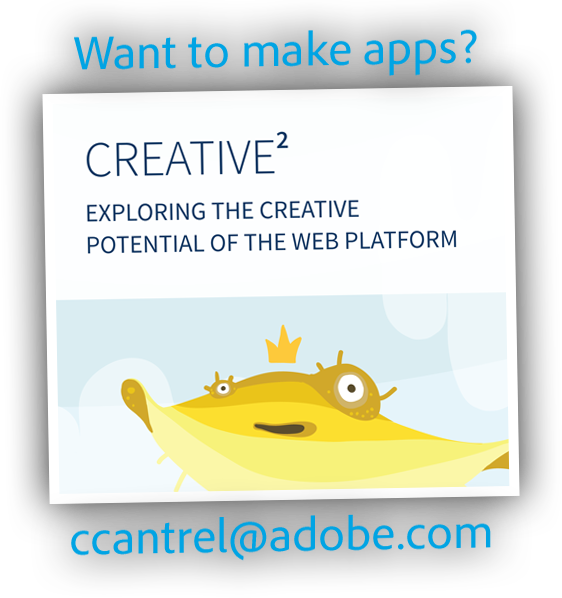 Want to make apps?
CREATIVE²
EXPLORING THE CREATIVE
POTENTIAL OF THE WEB PLATFORM
ccantrel@adobe.com